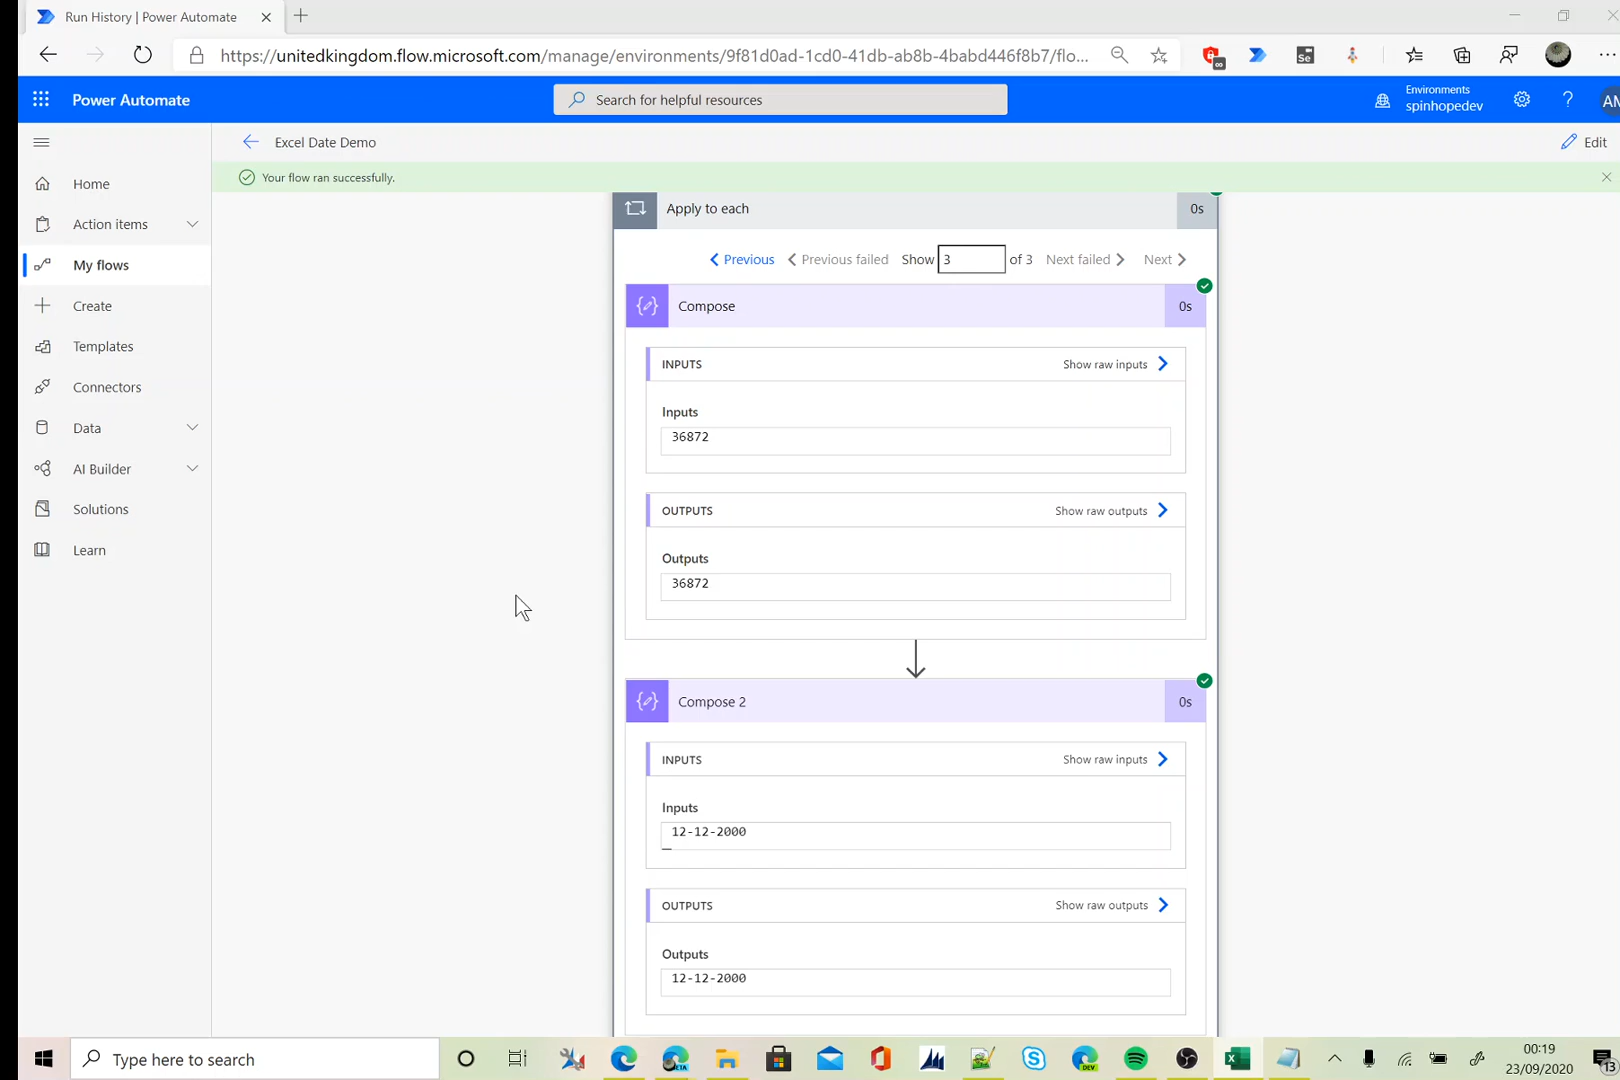 Run History | Power Automate
https://unitedkingdom.flow.microsoft.com/manage/environments/9f81d0ad-1cd0-41db-ab8b-4babd446f8b7/flo...
Power Automate
Search for helpful resources
Environments
spinhopedev
AM
Excel Date Demo
Edit
Your flow ran successfully.
Home
Action items
My flows
Create
Templates
Connectors
Data
AI Builder
Solutions
Learn
Apply to each
0s
Previous
Previous failed
Show 3 of 3
Next failed
Next
Compose
0s
INPUTS
Show raw inputs
Inputs
36872
OUTPUTS
Show raw outputs
Outputs
36872
Compose 2
0s
INPUTS
Show raw inputs
Inputs
12-12-2000
OUTPUTS
Show raw outputs
Outputs
12-12-2000
Type here to search
BETA
DEV
00:19
23/09/2020
13